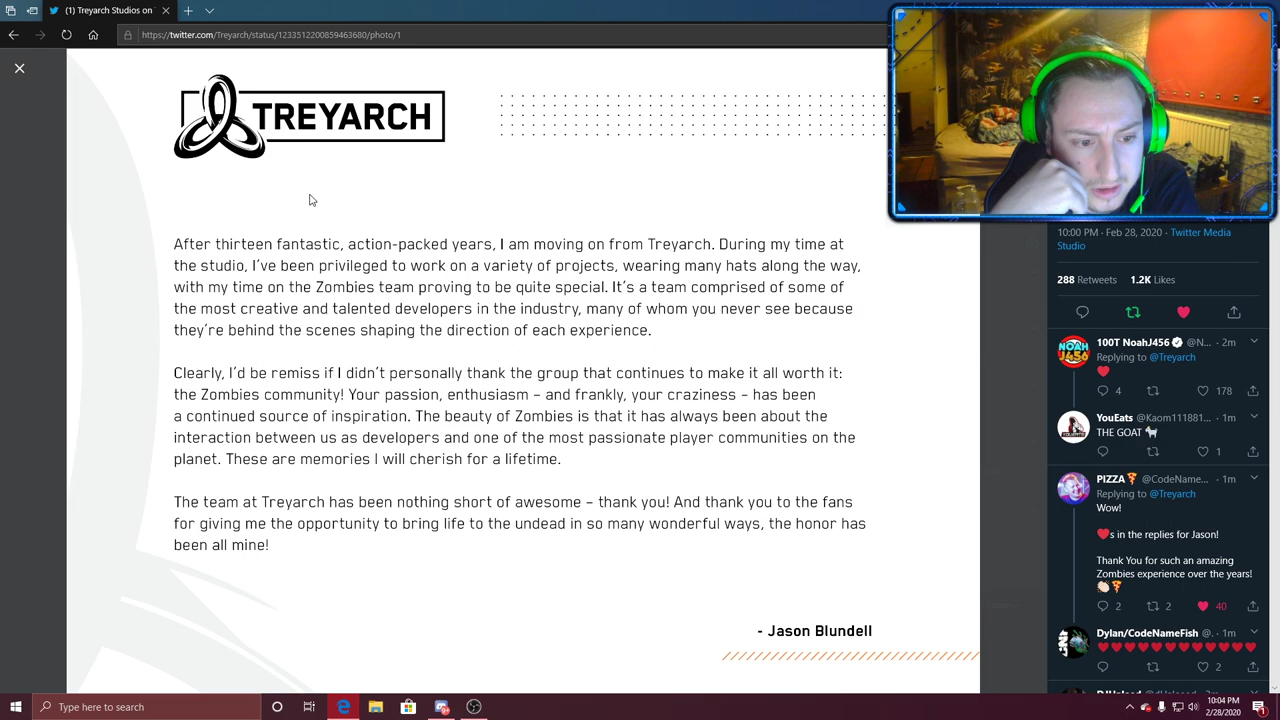 (1) Treyarch Studios on
https://twitter.com/Treyarch/status/1233512200859463680/photo/1
TREYARCH
After thirteen fantastic, action-packed years, I am moving on from Treyarch. During my time at
the studio, I've been privileged to work on a variety of projects, wearing many hats along the way,
with my time on the Zombies team proving to be quite special. It's a team comprised of some of
the most creative and talented developers in the industry, many of whom you never see because
they're behind the scenes shaping the direction of each experience.
Clearly, I'd be remiss if I didn't personally thank the group that continues to make it all worth it:
the Zombies community! Your passion, enthusiasm – and frankly, your craziness – has been
a continued source of inspiration. The beauty of Zombies is that it has always been about the
interaction between us as developers and one of the most passionate player communities on the
planet. These are memories I will cherish for a lifetime.
The team at Treyarch has been nothing short of awesome – thank you! And thank you to the fans
for giving me the opportunity to bring life to the undead in so many wonderful ways, the honor has
been all mine!
- Jason Blundell
10:00 PM · Feb 28, 2020 · Twitter Media
Studio
288 Retweets 1.2K Likes
100T NoahJ456 @N... · 2m
Replying to @Treyarch
❤️
4 178
YouEats @Kaom111881... · 1m
THE GOAT 🐐
1
PIZZA🍕 @CodeName... · 1m
Replying to @Treyarch
Wow!
❤️s in the replies for Jason!
Thank You for such an amazing
Zombies experience over the years!
👏🏻🍕
2 2 40
Dylan/CodeNameFish @. · 1m
❤️❤️❤️❤️❤️❤️❤️❤️❤️❤️❤️❤️
2
Type here to search
10:04 PM
2/28/2020